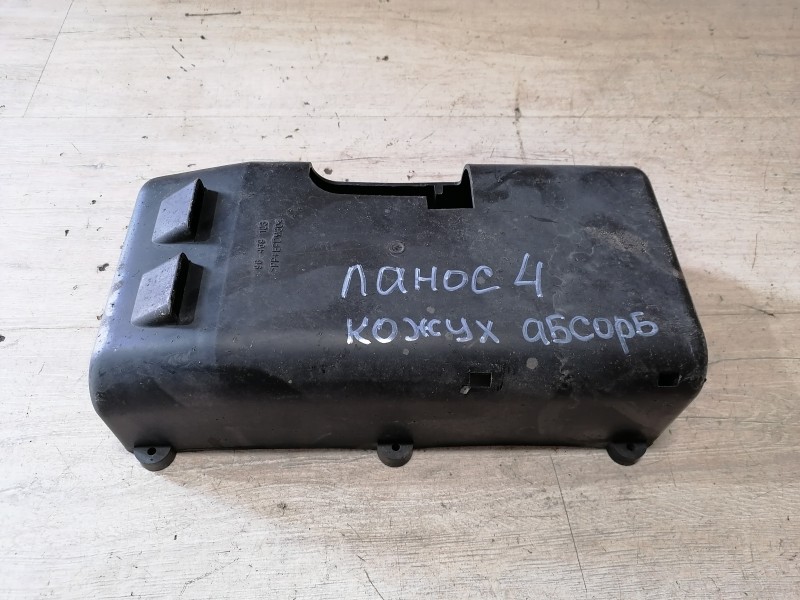 ланос 4
кожух абсорб